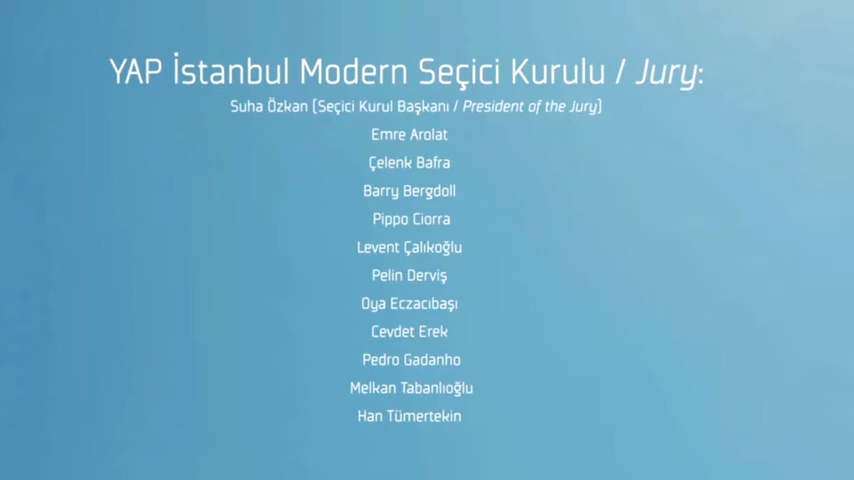 YAP İstanbul Modern Seçici Kurulu / Jury:
Suha Özkan (Seçici Kurul Başkanı / President of the Jury)
Emre Arolat
Çelenk Bafra
Barry Bergdoll
Pippo Ciorra
Levent Çalıkoğlu
Pelin Derviş
Oya Eczacıbaşı
Cevdet Erek
Pedro Gadanho
Melkan Tabanlıoğlu
Han Tümertekin